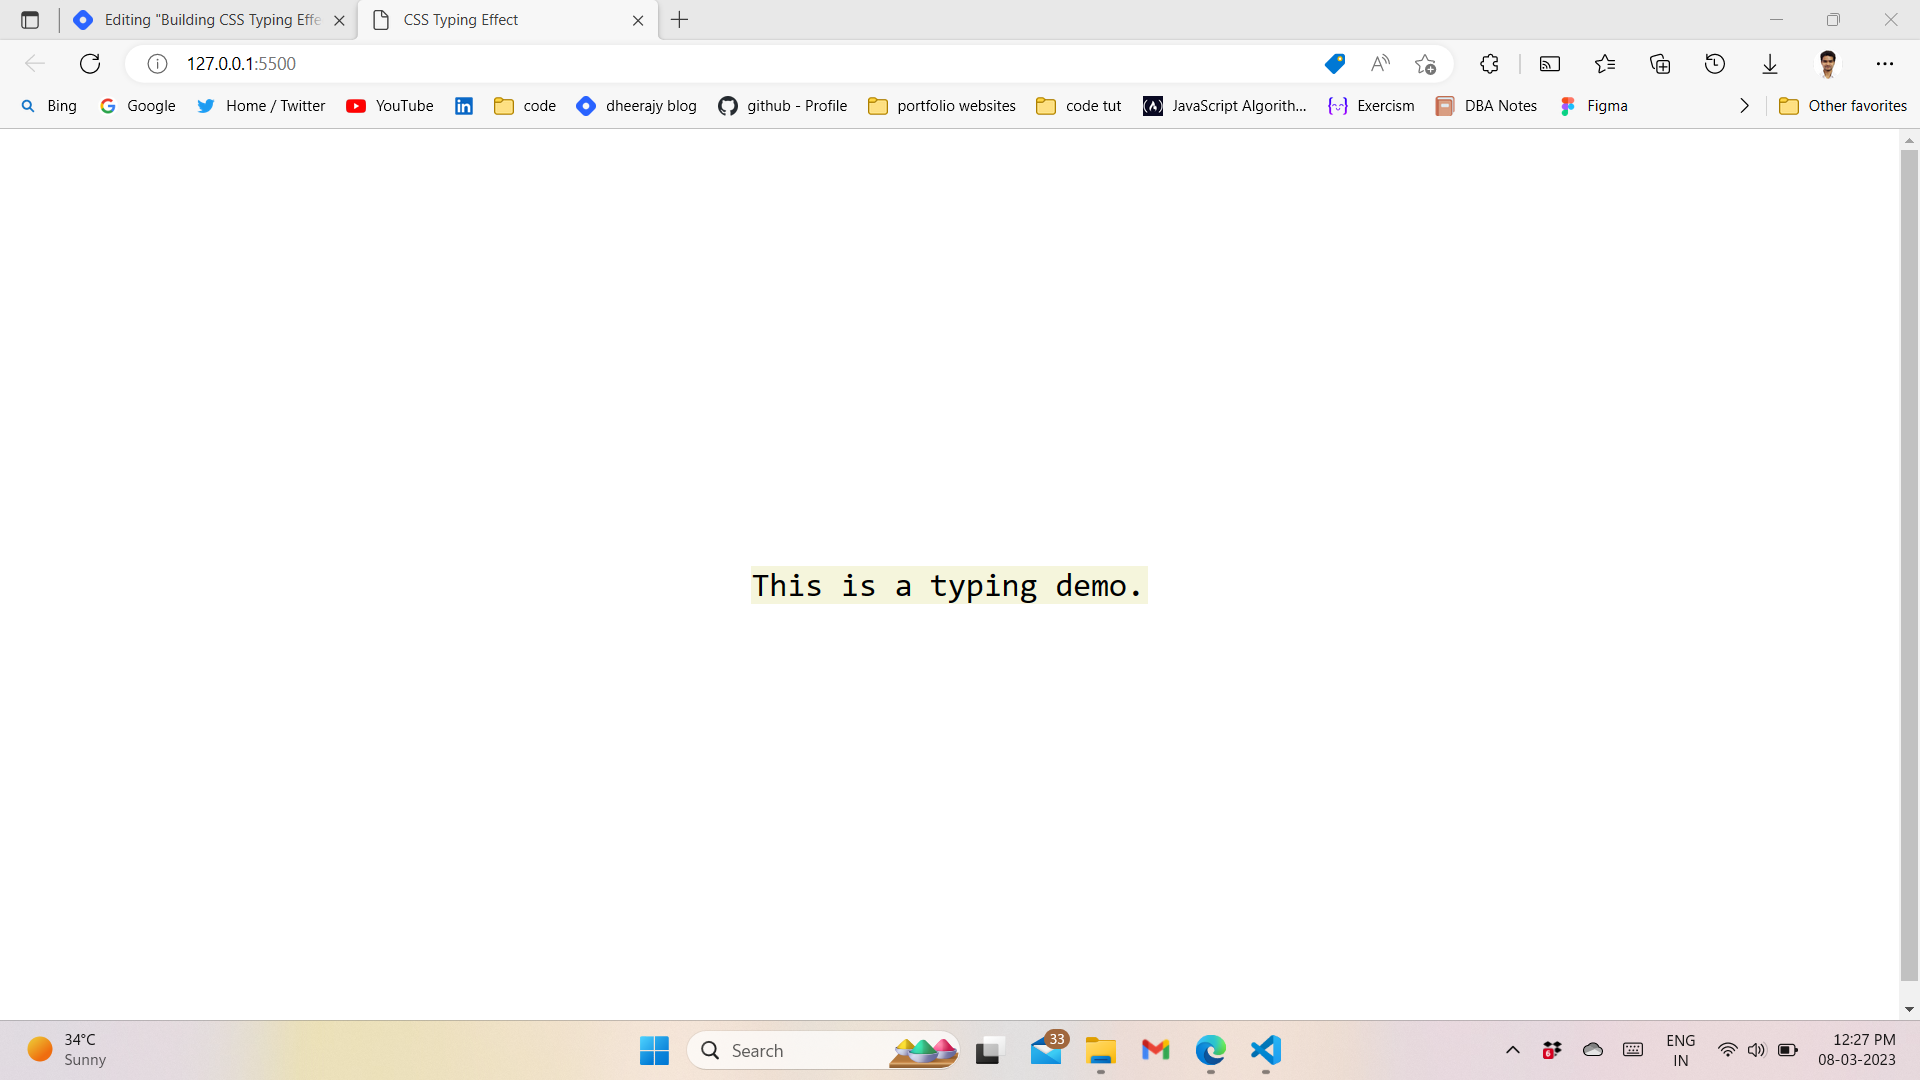 Editing "Building CSS Typing Effe
CSS Typing Effect
127.0.0.1:5500
Bing
Google
Home / Twitter
YouTube
code
dheerajy blog
github - Profile
portfolio websites
code tut
JavaScript Algorith...
Exercism
DBA Notes
Figma
Other favorites
This is a typing demo.
34°C
Sunny
Search
33
6
ENG
IN
12:27 PM
08-03-2023